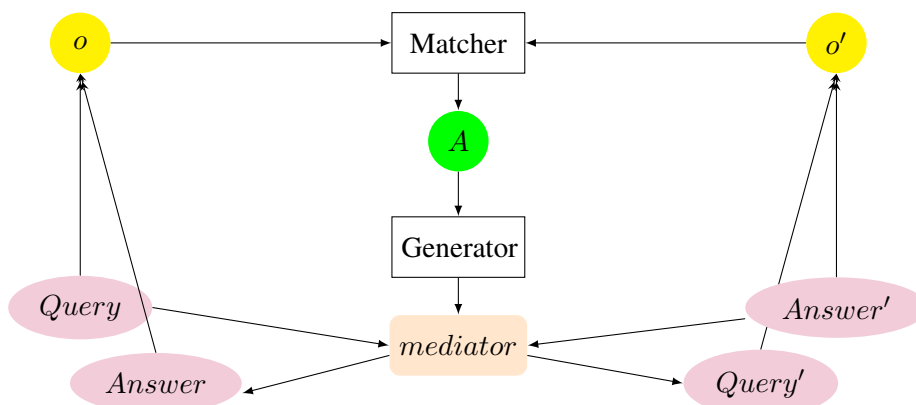 o
Matcher
o′
A
Generator
Query
mediator
Answer′
Answer
Query′